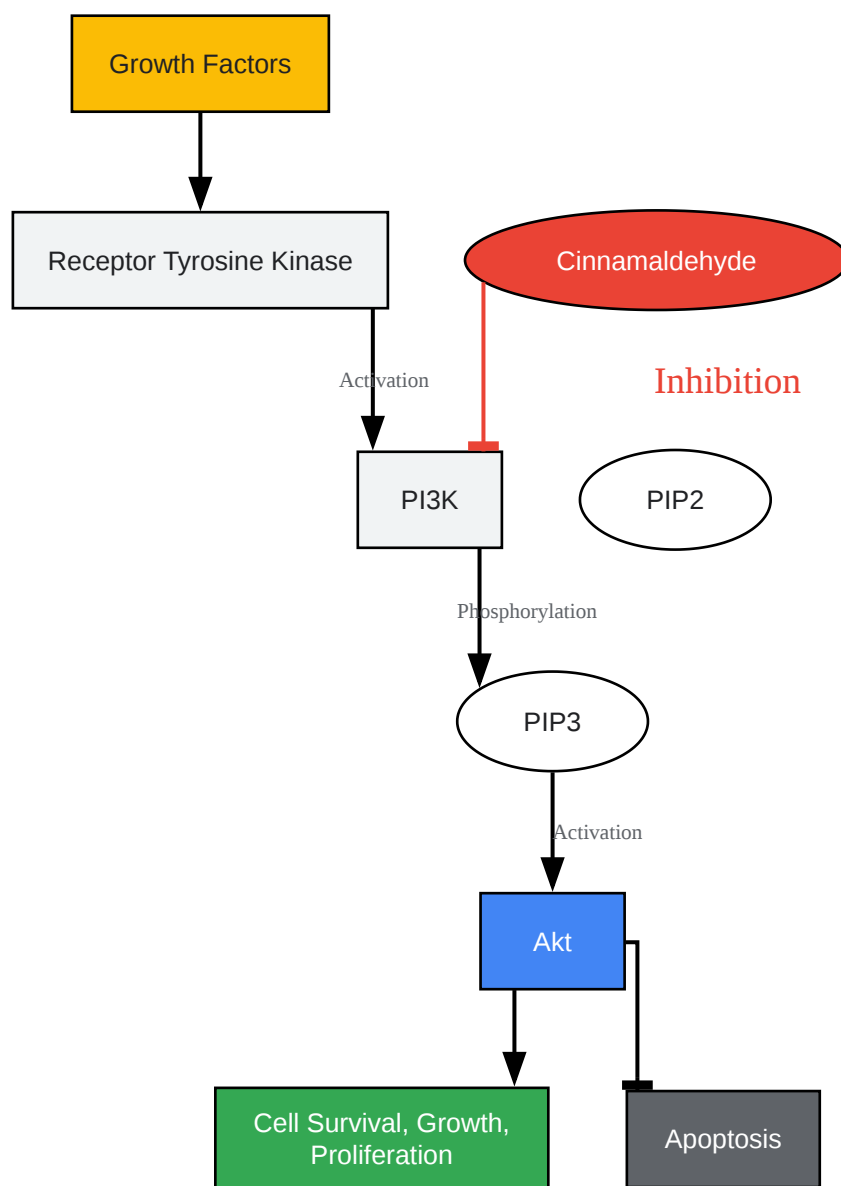 Growth Factors
Receptor Tyrosine Kinase
Cinnamaldehyde
Activation
Inhibition
PI3K
PIP2
Phosphorylation
PIP3
Activation
Akt
Cell Survival, Growth,
Proliferation
Apoptosis